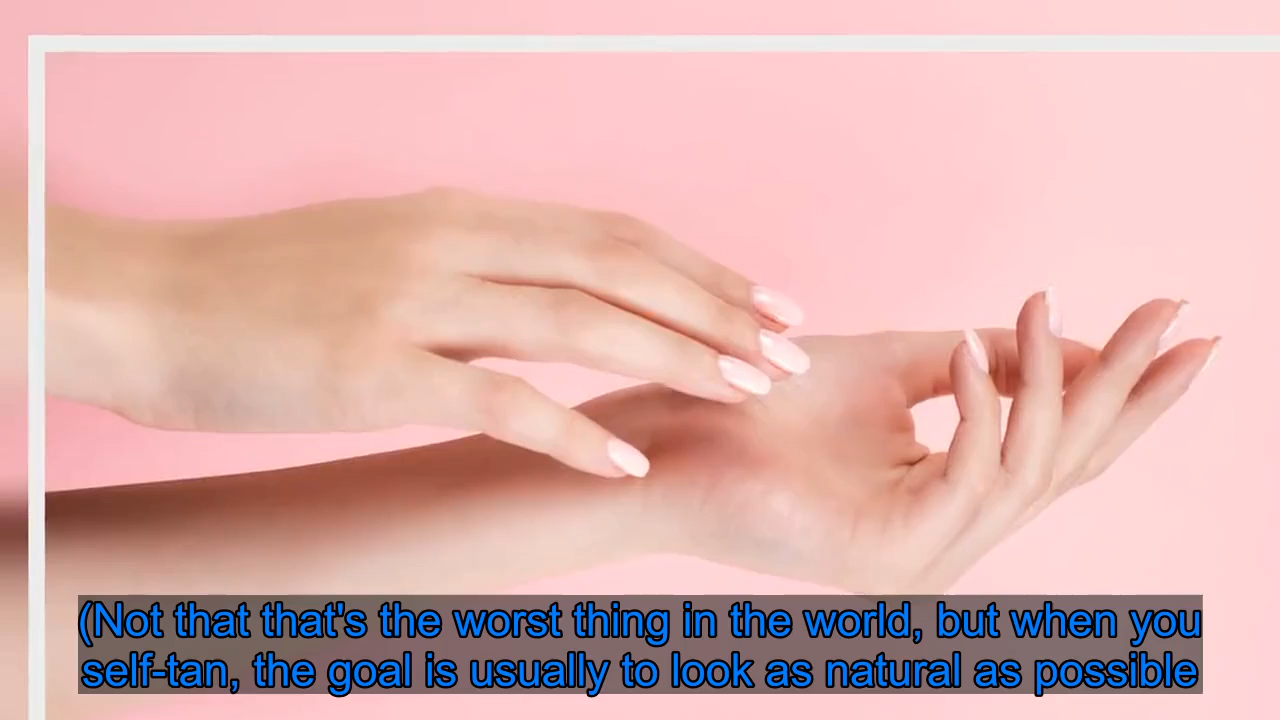 (Not that that's the worst thing in the world, but when you
self-tan, the goal is usually to look as natural as possible